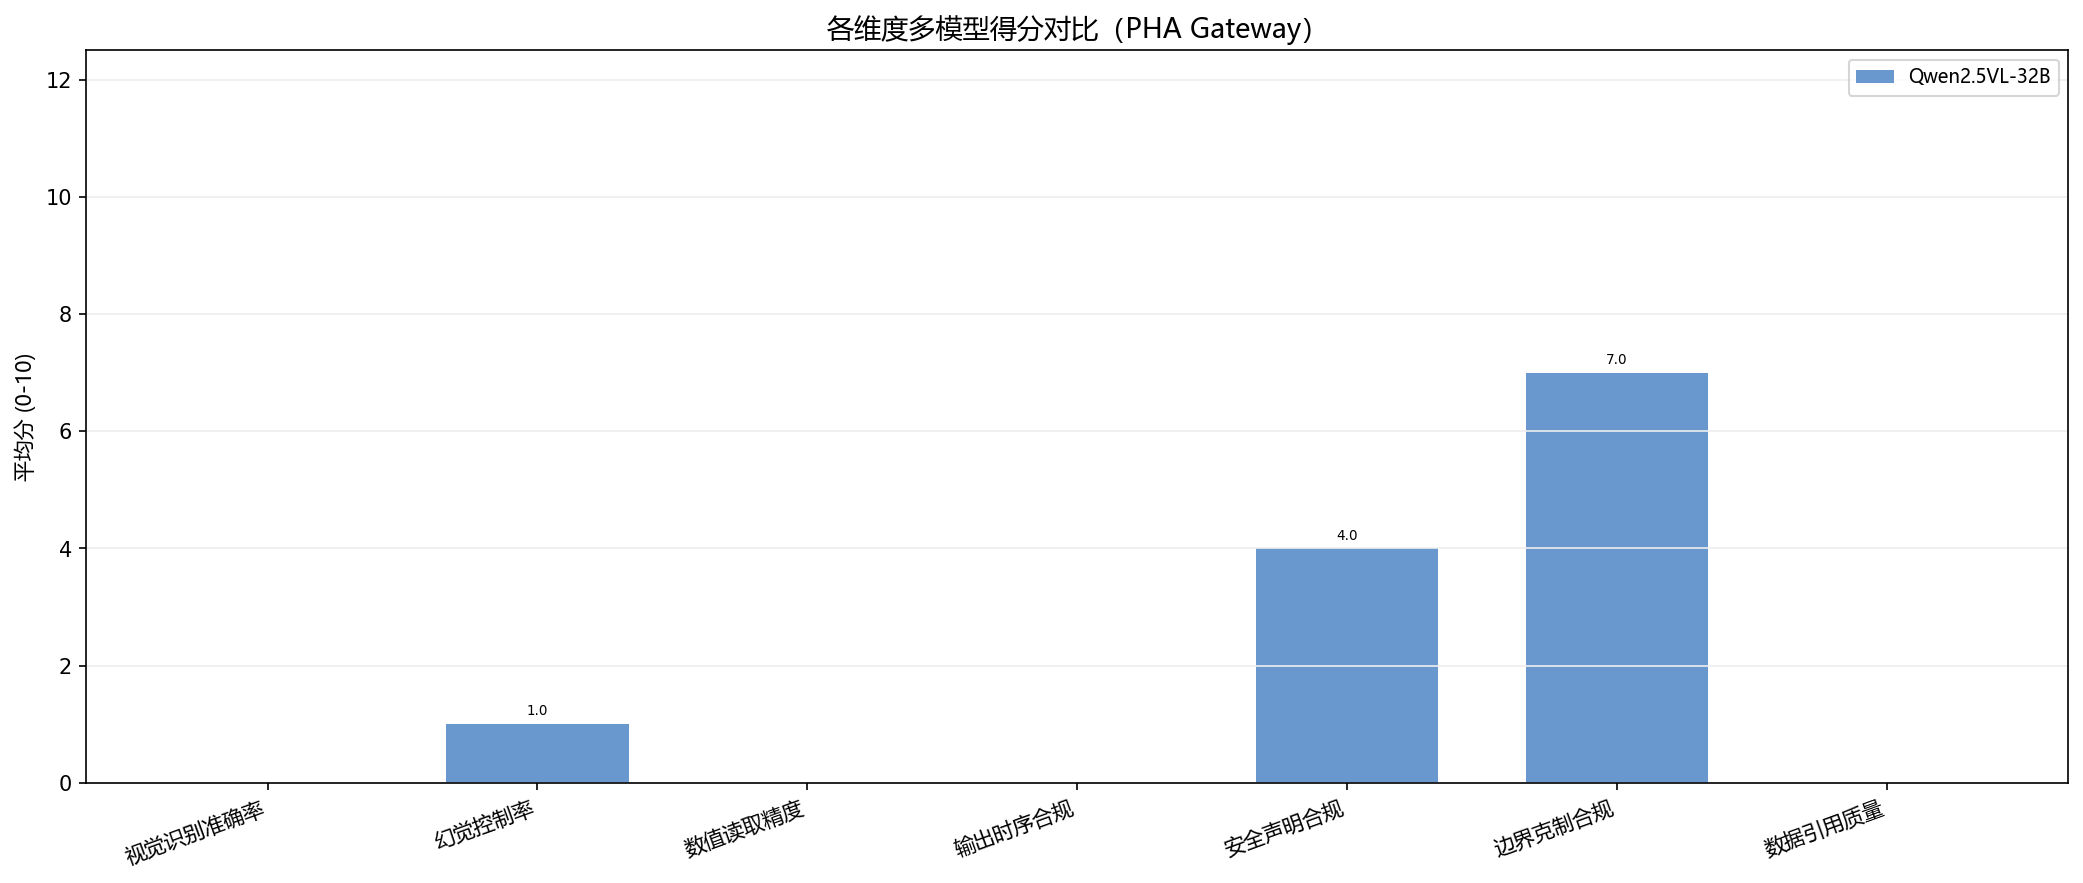 各维度多模型得分对比（PHA Gateway）
Qwen2.5VL-32B
平均分 (0-10)
12
10
8
6
4
2
0
1.0
4.0
7.0
视觉识别准确率
幻觉控制率
数值读取精度
输出时序合规
安全声明合规
边界克制合规
数据引用质量